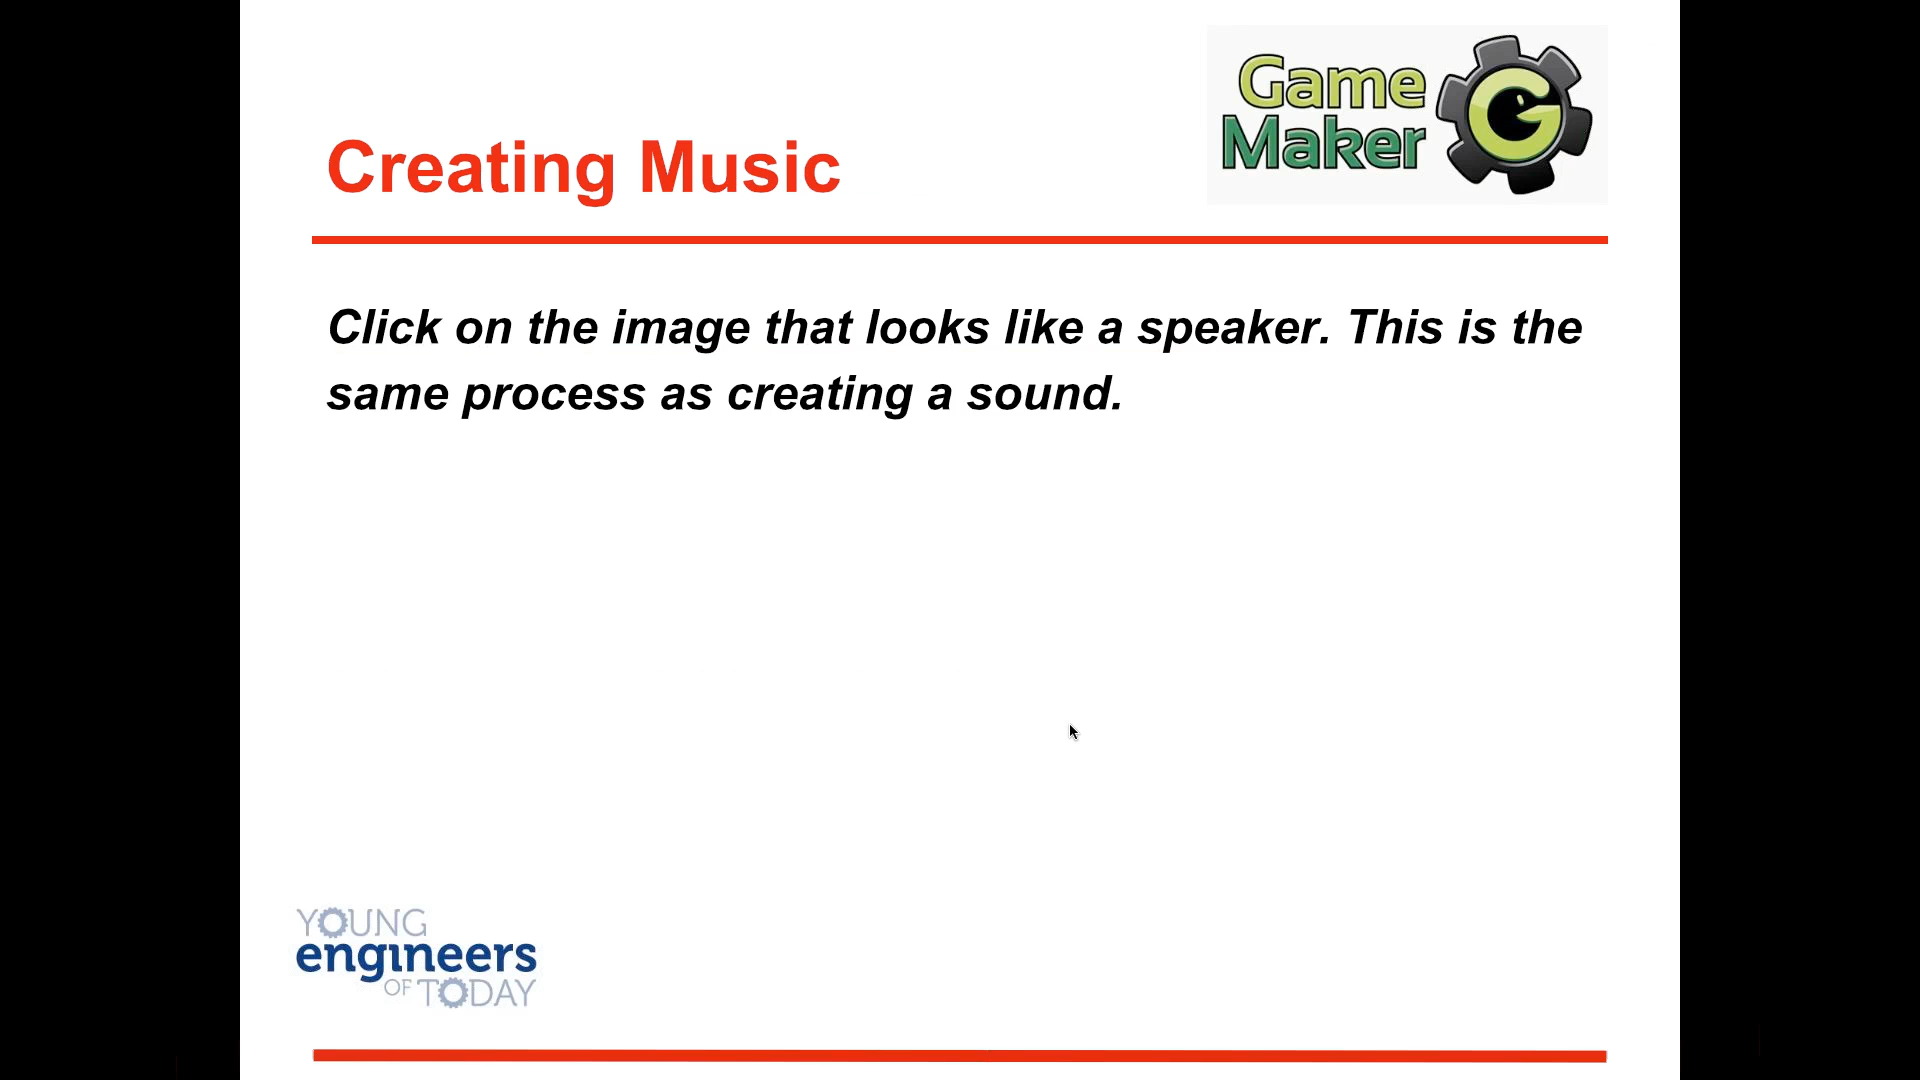 Game
Maker
Creating Music
Click on the image that looks like a speaker. This is the
same process as creating a sound.
YOUNG
engineers
OF TODAY